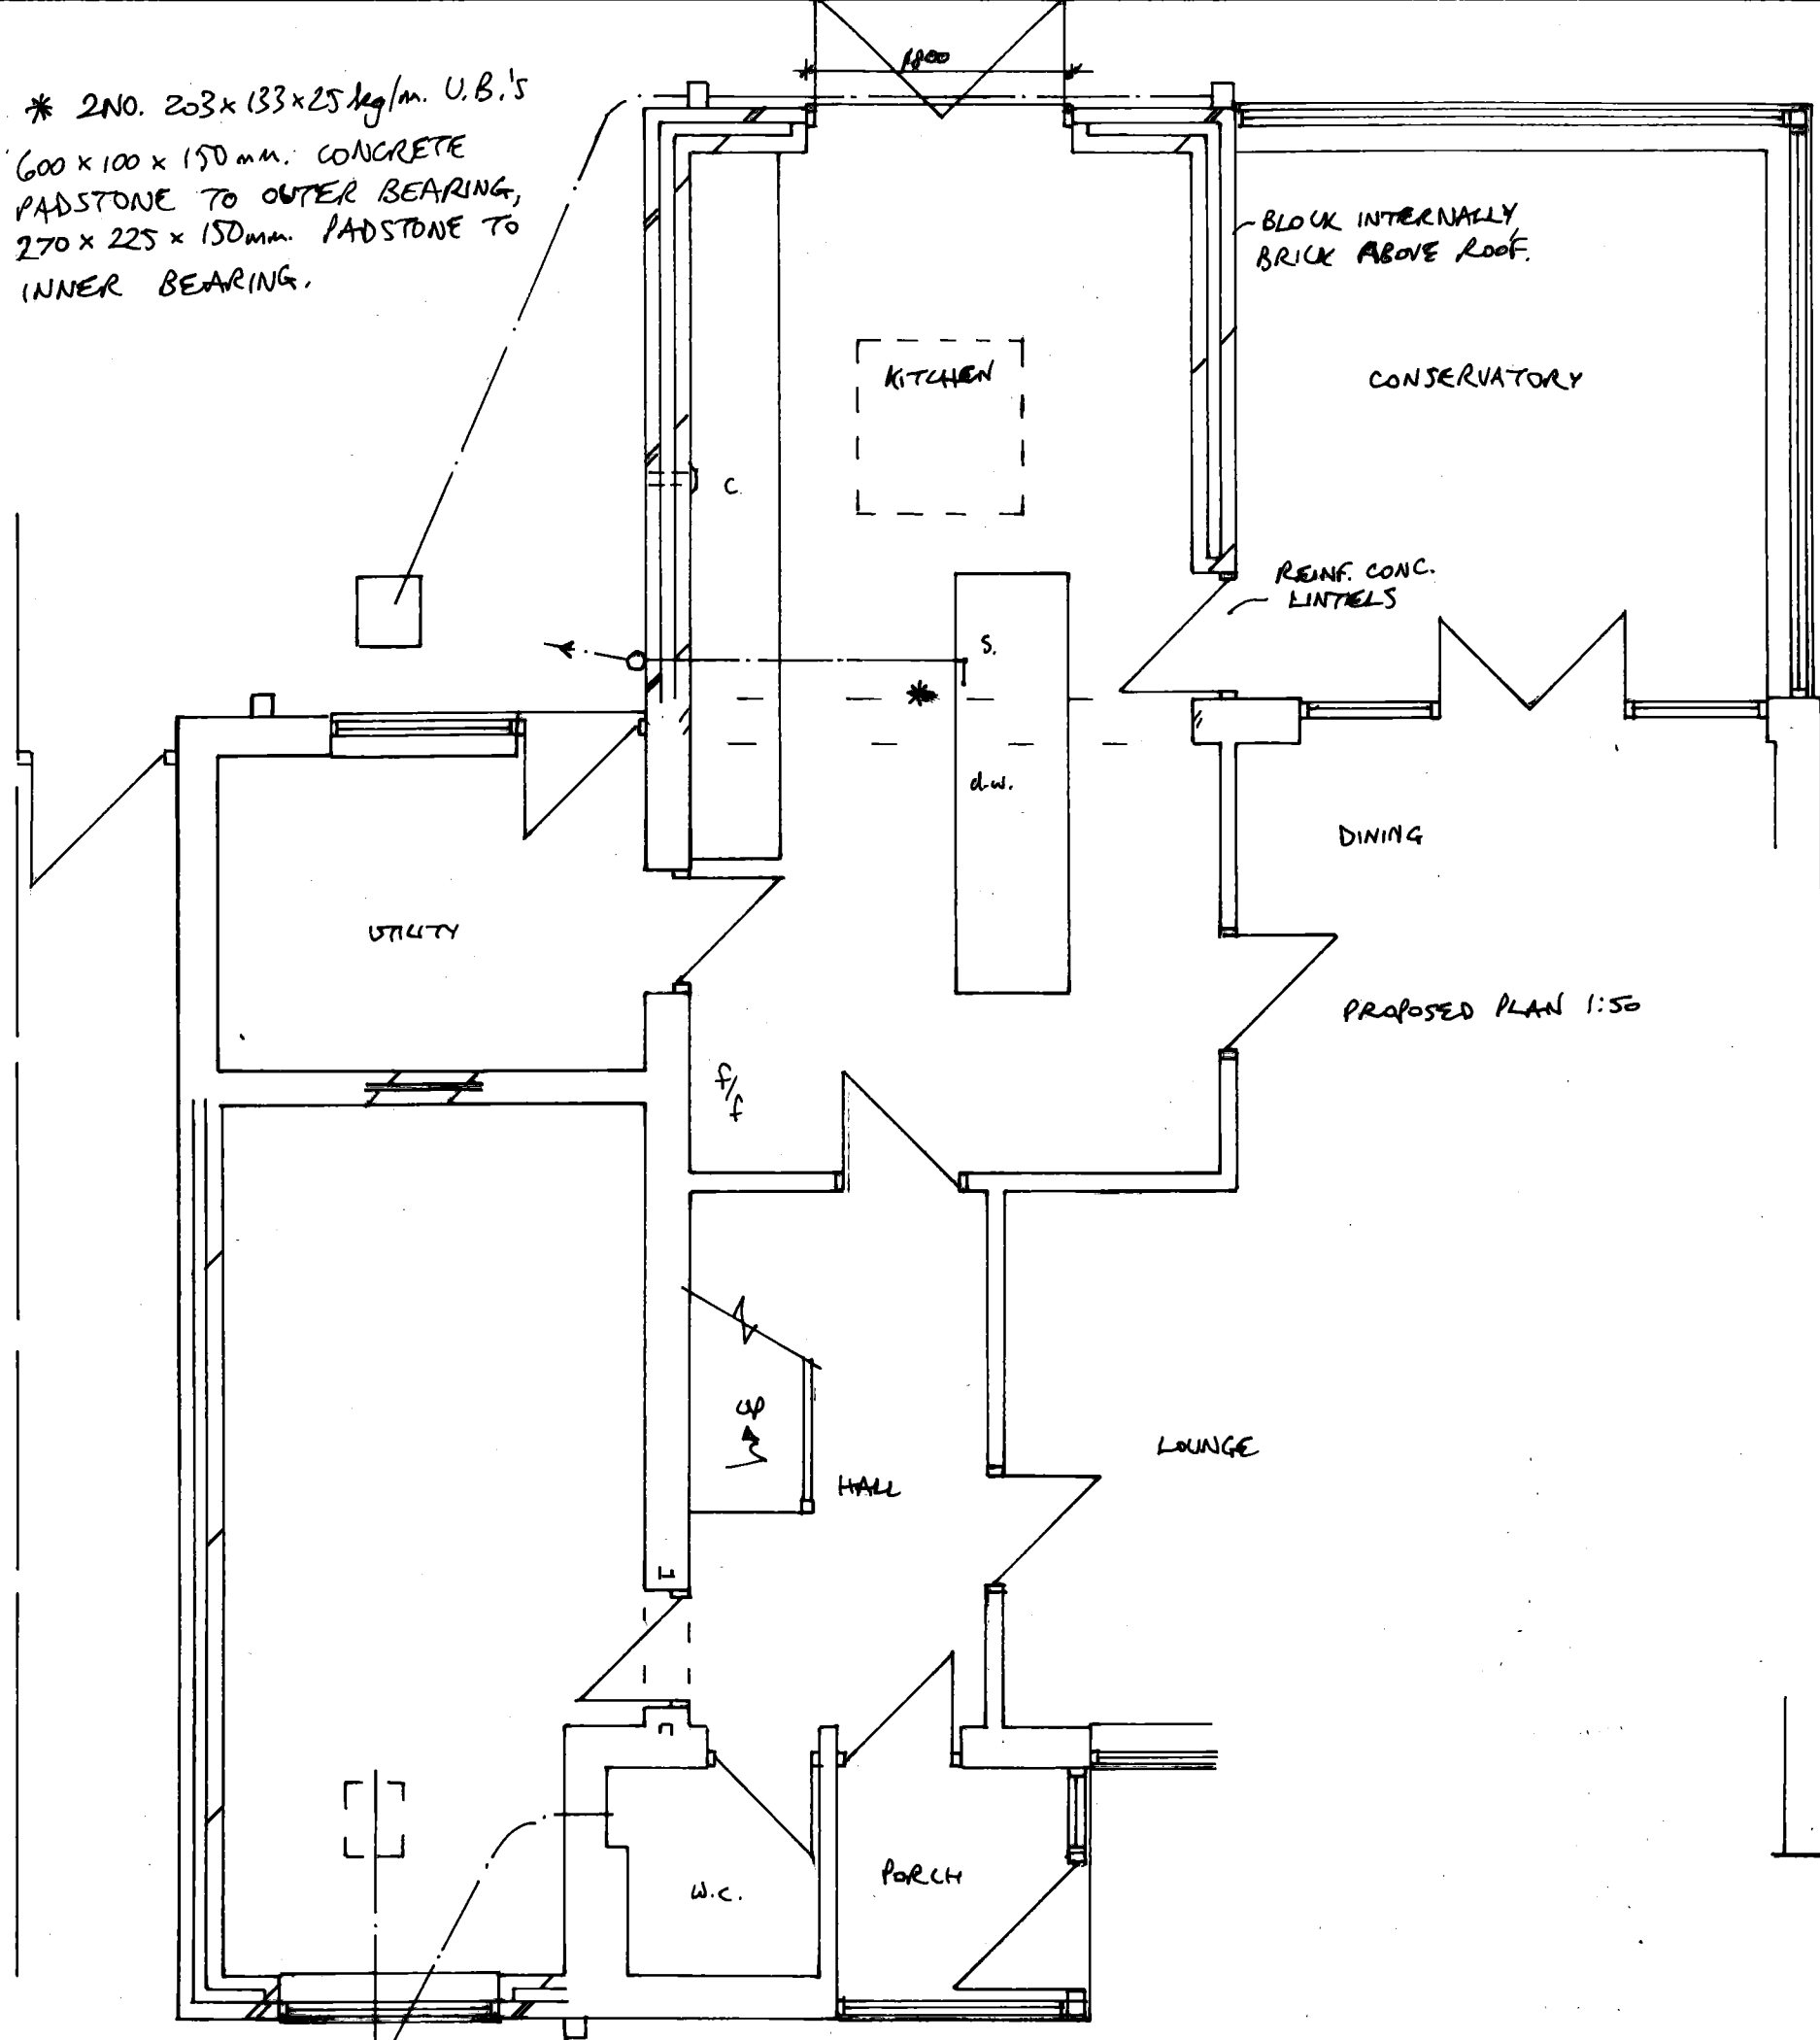 * 2NO. 203 x 133 x 25 kg/m. U.B.'s
600 x 100 x 150 mm. CONCRETE
PADSTONE TO OUTER BEARING,
270 x 225 x 150mm. PADSTONE TO
INNER BEARING.
1800
BLOCK INTERNALLY
BRICK ABOVE ROOF.
KITCHEN
CONSERVATORY
C.
REINF. CONC.
LINTELS
S.
*
d.w.
DINING
UTILITY
PROPOSED PLAN 1:50
f/f
UP
HALL
LOUNGE
W.C.
PORCH